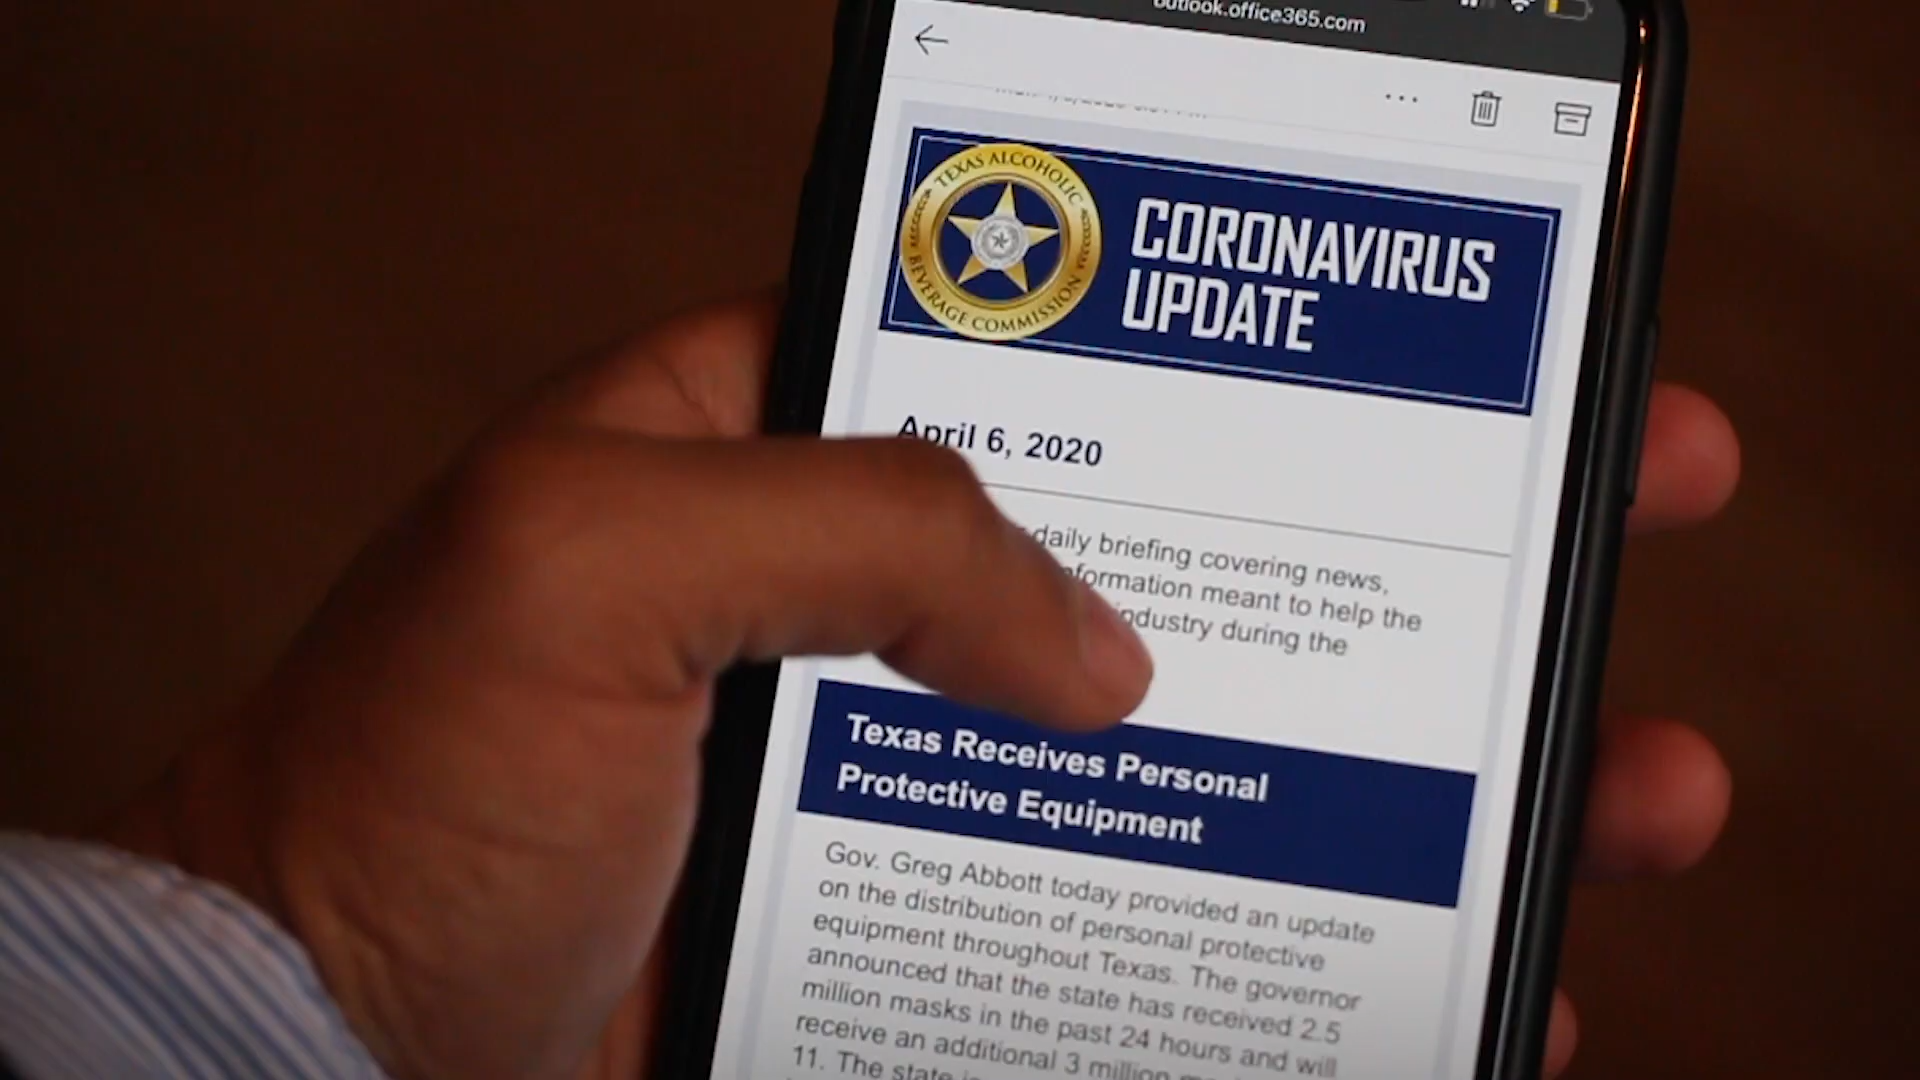 outlook.office365.com
TEXAS ALCOHOLIC
BEVERAGE COMMISSION
CORONAVIRUS
UPDATE
April 6, 2020
daily briefing covering news,
information meant to help the
industry during the
Texas Receives Personal
Protective Equipment
Gov. Greg Abbott today provided an update
on the distribution of personal protective
equipment throughout Texas. The governor
announced that the state has received 2.5
million masks in the past 24 hours and will
receive an additional 3 million
11. The state